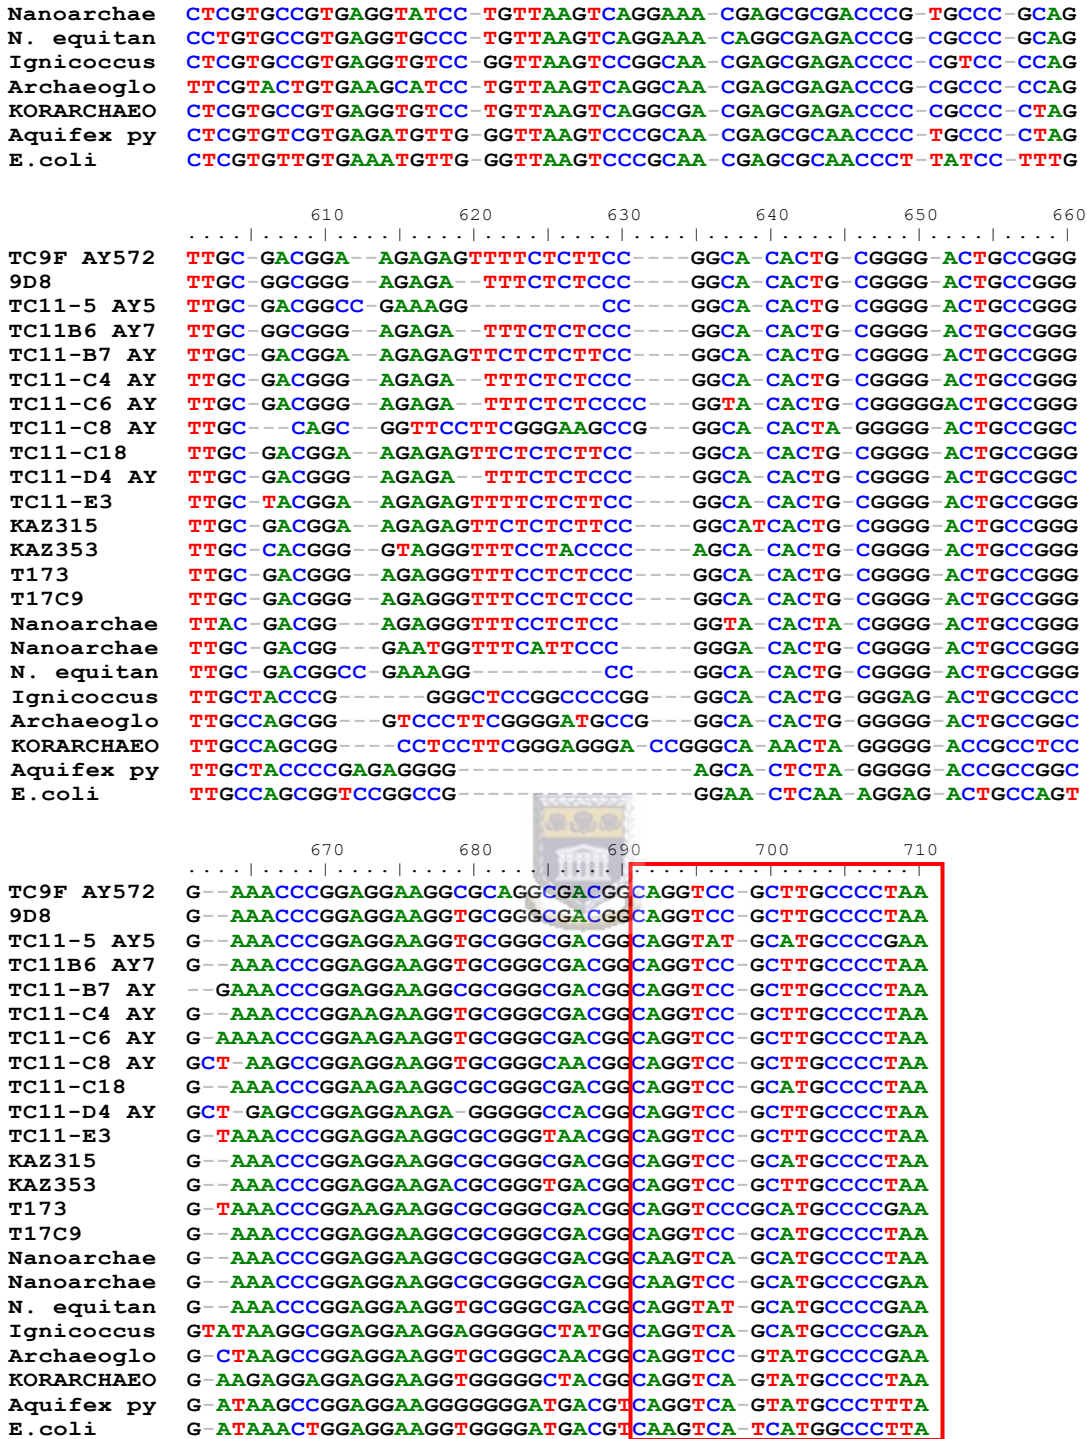 Nanoarchae CTCGTGCCGTGAGGTATCC-TGTTAAGTCAGGAAA-CGAGCGCGACCCG-TGCCC-GCAG
N. equitan CCTGTGCCGTGAGGTGCCC-TGTTAAGTCAGGAAA-CAGGCGAGACCCG-CGCCC-GCAG
Ignicoccus CTCGTGCCGTGAGGTGTCC-GGTTAAGTCCGGCAA-CGAGCGAGACCCC-CGTCC-CCAG
Archaeoglo TTCGTACTGTGAAGCATCC-TGTTAAGTCAGGCAA-CGAGCGAGACCCC-CGCCC-CCAG
KORARCHAEO CTCGTGCCGTGAGGTGTCC-TGTTAAGTCAGGCGA-CGAGCGAGACCCC-CGCCC-CTAG
Aquifex py CTCGTGTCGTGAGATGTTG-GGTTAAGTCCCGCAA-CGAGCGCAACCCC-TGCCC-CTAG
E.coli CTCGTGTTGTGAAATGTTG-GGTTAAGTCCCGCAA-CGAGCGCAACCCT-TATCC-TTTG
610 620 630 640 650 660
....|....|....|....|....|....|....|....|....|....|....|....|
TC9F AY572 TTGC-GACGGA--AGAGAGTTTTCTCTTCC----GGCA-CACTG-CGGGG-ACTGCCGGG
9D8 TTGC-GGCGGG--AGAGA--TTTCTCTCCC----GGCA-CACTG-CGGGG-ACTGCCGGG
TC11-5 AY5 TTGC-GACGGCC-GAAAGG---------CC----GGCA-CACTG-CGGGG-ACTGCCGGG
TC11B6 AY7 TTGC-GGCGGG--AGAGA--TTTCTCTCCC----GGCA-CACTG-CGGGG-ACTGCCGGG
TC11-B7 AY TTGC-GACGGA--AGAGAGTTCTCTCTTCC----GGCA-CACTG-CGGGG-ACTGCCGGG
TC11-C4 AY TTGC-GACGGG--AGAGA--TTTCTCTCCC----GGCA-CACTG-CGGGG-ACTGCCGGG
TC11-C6 AY TTGC-GACGGG--AGAGA--TTTCTCTCCCC---GGTA-CACTG-CGGGGGACTGCCGGG
TC11-C8 AY TTGC---CAGC--GGTTCCTTCGGGAAGCCG---GGCA-CACTA-GGGGG-ACTGCCGGC
TC11-C18 TTGC-GACGGA--AGAGAGTTCTCTCTTCC----GGCA-CACTG-CGGGG-ACTGCCGGG
TC11-D4 AY TTGC-GACGGG--AGAGA--TTTCTCTCCC----GGCA-CACTG-CGGGG-ACTGCCGGC
TC11-E3 TTGC-TACGGA--AGAGAGTTTTCTCTTCC----GGCA-CACTG-CGGGG-ACTGCCGGG
KAZ315 TTGC-GACGGA--AGAGAGTTCTCTCTTCC----GGCATCACTG-CGGGG-ACTGCCGGG
KAZ353 TTGC-CACGGG--GTAGGGTTTCCTACCCC----AGCA-CACTG-CGGGG-ACTGCCGGG
T173 TTGC-GACGGG--AGAGGGTTTCCTCTCCC----GGCA-CACTG-CGGGG-ACTGCCGGG
T17C9 TTGC-GACGGG--AGAGGGTTTCCTCTCCC----GGCA-CACTG-CGGGG-ACTGCCGGG
Nanoarchae TTAC-GACGG---AGAGGGTTTCCTCTCC-----GGTA-CACTA-CGGGG-ACTGCCGGG
Nanoarchae TTGC-GACGG---GAATGGTTTCATTCCC-----GGGA-CACTG-CGGGG-ACTGCCGGG
N. equitan TTGC-GACGGCC-GAAAGG---------CC----GGCA-CACTG-CGGGG-ACTGCCGGG
Ignicoccus TTGCTACCCG------GGGCTCCGGCCCCGG---GGCA-CACTG-GGGAG-ACTGCCGCC
Archaeoglo TTGCCAGCGG---GTCCCTTCGGGGATGCCG---GGCA-CACTG-GGGGG-ACTGCCGGC
KORARCHAEO TTGCCAGCGG----CCTCCTTCGGGAGGGA-CCGGGCA-AACTA-GGGGG-ACCGCCTCC
Aquifex py TTGCTACCCCGAGAGGGG----------------AGCA-CTCTA-GGGGG-ACCGCCGGC
E.coli TTGCCAGCGGTCCGGCCG----------------GGAA-CTCAA-AGGAG-ACTGCCAGT
670 680 690 700 710
....|....|....|....|....|....|....|....|....|....|
TC9F AY572 G--AAACCCGGAGGAAGGCGCAGGCGACGGCAGGTCC-GCTTGCCCCTAA
9D8 G--AAACCCGGAGGAAGGTGCGGGCGACGGCAGGTCC-GCTTGCCCCTAA
TC11-5 AY5 G--AAACCCGGAGGAAGGTGCGGGCGACGGCAGGTAT-GCATGCCCCGAA
TC11B6 AY7 G--AAACCCGGAGGAAGGTGCGGGCGACGGCAGGTCC-GCTTGCCCCTAA
TC11-B7 AY --GAAACCCGGAGGAAGGCGCGGGCGACGGCAGGTCC-GCTTGCCCCTAA
TC11-C4 AY G--AAACCCGGAAGAAGGTGCGGGCGACGGCAGGTCC-GCTTGCCCCTAA
TC11-C6 AY G-AAAACCCGGAAGAAGGTGCGGGCGACGGCAGGTCC-GCTTGCCCCTAA
TC11-C8 AY GCT-AAGCCGGAGGAAGGTGCGGGCAACGGCAGGTCC-GCTTGCCCCTAA
TC11-C18 G--AAACCCGGAAGAAGGCGCGGGCGACGGCAGGTCC-GCATGCCCCTAA
TC11-D4 AY GCT-GAGCCGGAGGAAGA-GGGGGCCACGGCAGGTCC-GCTTGCCCCTAA
TC11-E3 G-TAAACCCGGAGGAAGGCGCGGGTAACGGCAGGTCC-GCTTGCCCCTAA
KAZ315 G--AAACCCGGAGGAAGGCGCGGGCGACGGCAGGTCC-GCATGCCCCTAA
KAZ353 G--AAACCCGGAGGAAGACGCGGGTGACGGCAGGTCC-GCTTGCCCCTAA
T173 G-TAAACCCGGAAGAAGGCGCGGGCGACGGCAGGTCCCGCATGCCCCGAA
T17C9 G--AAACCCGGAGGAAGGCGCGGGCGACGGCAGGTCC-GCATGCCCCTAA
Nanoarchae G--AAACCCGGAGGAAGGCGCGGGCGACGGCAAGTCA-GCATGCCCCTAA
Nanoarchae G--AAACCCGGAGGAAGGCGCGGGCGACGGCAAGTCC-GCATGCCCCGAA
N. equitan G--AAACCCGGAGGAAGGTGCGGGCGACGGCAGGTAT-GCATGCCCCGAA
Ignicoccus GTATAAGGCGGAGGAAGGAGGGGGCTATGGCAGGTCA-GCATGCCCCGAA
Archaeoglo G-CTAAGCCGGAGGAAGGTGCGGGCAACGGCAGGTCC-GTATGCCCCGAA
KORARCHAEO G-AAGAGGAGGAGGAAGGTGGGGGCTACGGCAGGTCA-GTATGCCCCTAA
Aquifex py G-ATAAGCCGGAGGAAGGGGGGGATGACGTCAGGTCA-GTATGCCCTTTA
E.coli G-ATAAACTGGAGGAAGGTGGGGATGACGTCAAGTCA-TCATGGCCCTTA